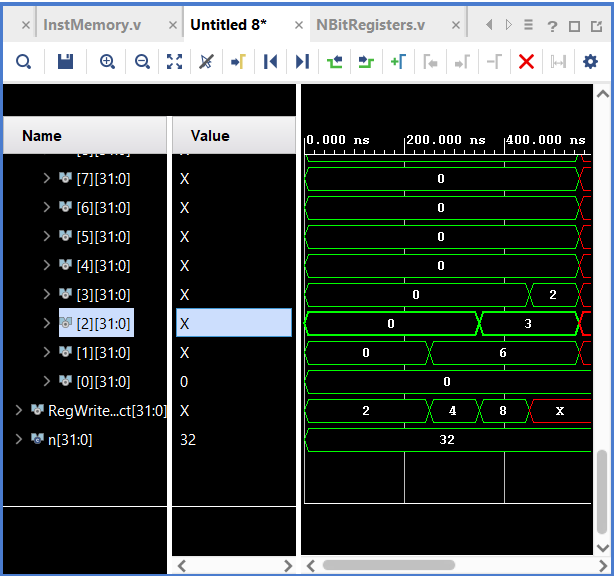 InstMemory.v Untitled 8* NBitRegisters.v
Name Value
0.000 ns 200.000 ns 400.000 ns
[7][31:0] X 0
[6][31:0] X 0
[5][31:0] X 0
[4][31:0] X 0
[3][31:0] X 0 2
[2][31:0] X 0 3
[1][31:0] X 0 6
[0][31:0] 0 0
RegWrite...ct[31:0] X 2 4 8 X
n[31:0] 32 32